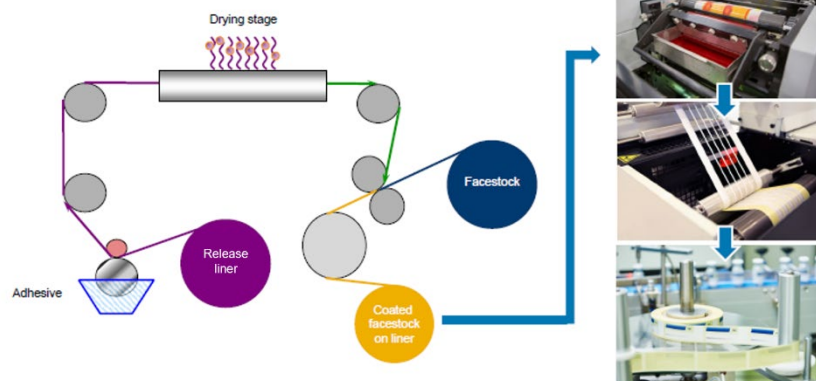 Drying stage
Release
liner
Facestock
Adhesive
Coated
facestock
on liner